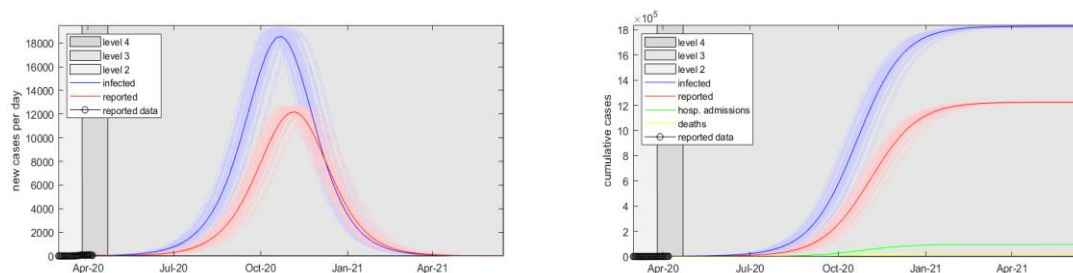 new cases per day
18000
16000
14000
12000
10000
8000
6000
4000
2000
0
level 4
level 3
level 2
infected
reported
reported data
Apr-20 Jul-20 Oct-20 Jan-21 Apr-21
cumulative cases
×10⁵
18
16
14
12
10
8
6
4
2
0
level 4
level 3
level 2
infected
reported
hosp. admissions
deaths
reported data
Apr-20 Jul-20 Oct-20 Jan-21 Apr-21